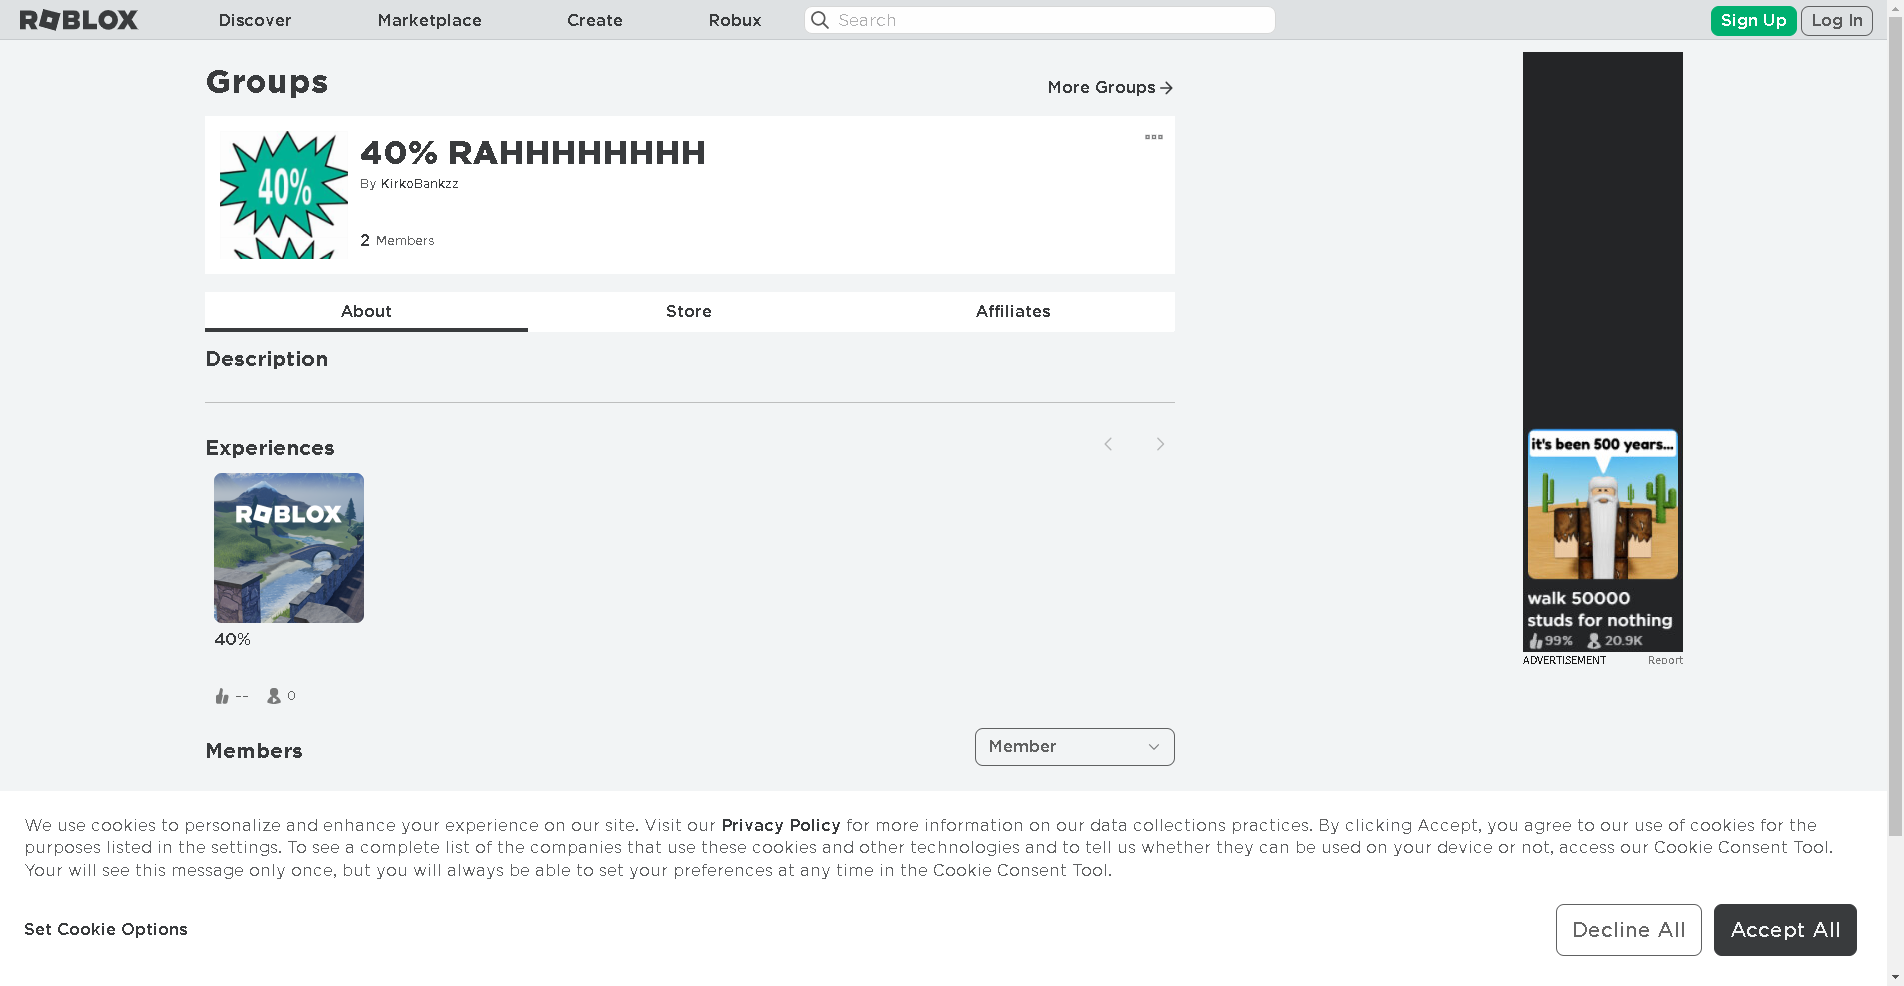 ROBLOX
Discover
Marketplace
Create
Robux
Search
Sign Up
Log In
Groups
More Groups
40%
40% RAHHHHHHHH
By KirkoBankzz
2 Members
About
Store
Affiliates
Description
Experiences
ROBLOX
40%
-- 0
Members
Member
it's been 500 years...
walk 50000
studs for nothing
99% 20.9K
ADVERTISEMENT
Report
We use cookies to personalize and enhance your experience on our site. Visit our Privacy Policy for more information on our data collections practices. By clicking Accept, you agree to our use of cookies for the
purposes listed in the settings. To see a complete list of the companies that use these cookies and other technologies and to tell us whether they can be used on your device or not, access our Cookie Consent Tool.
Your will see this message only once, but you will always be able to set your preferences at any time in the Cookie Consent Tool.
Set Cookie Options
Decline All
Accept All